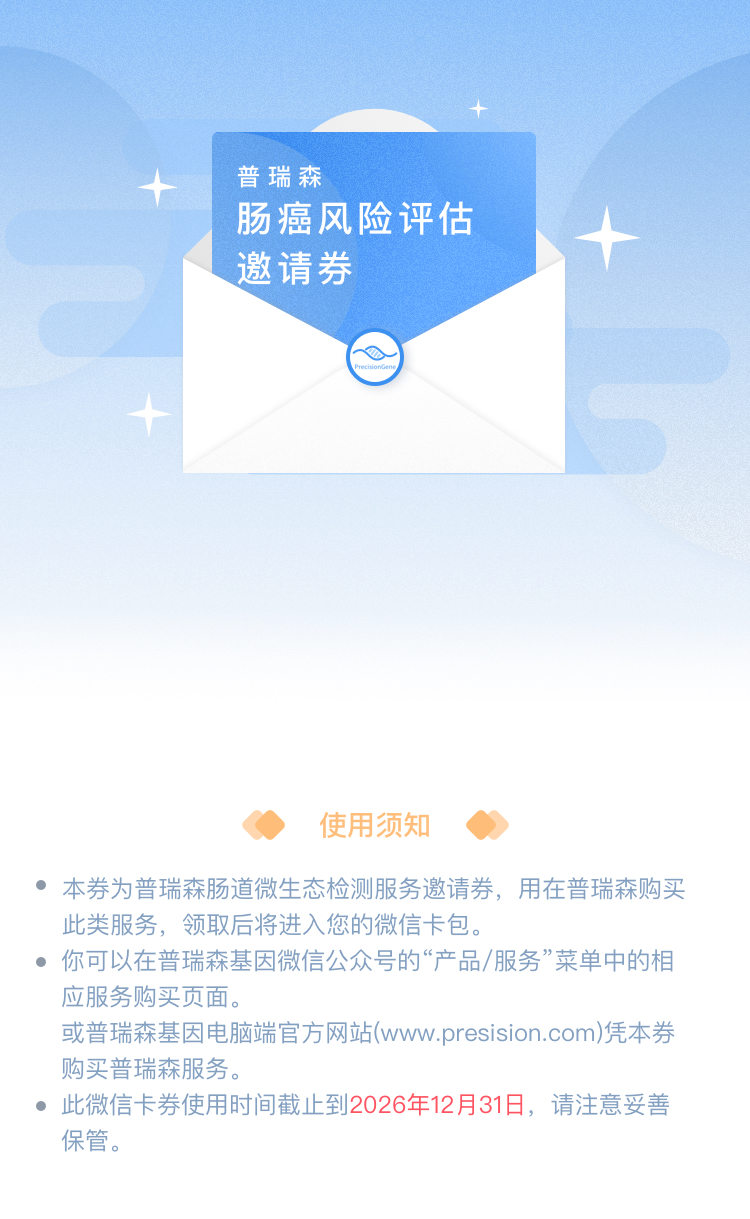 普瑞森
肠癌风险评估
邀请券
PrecisionGene
使用须知
本券为普瑞森肠道微生态检测服务邀请券，用在普瑞森购买
此类服务，领取后将进入您的微信卡包。
你可以在普瑞森基因微信公众号的“产品/服务”菜单中的相
应服务购买页面。
或普瑞森基因电脑端官方网站(www.presision.com)凭本券
购买普瑞森服务。
此微信卡券使用时间截止到2026年12月31日，请注意妥善
保管。